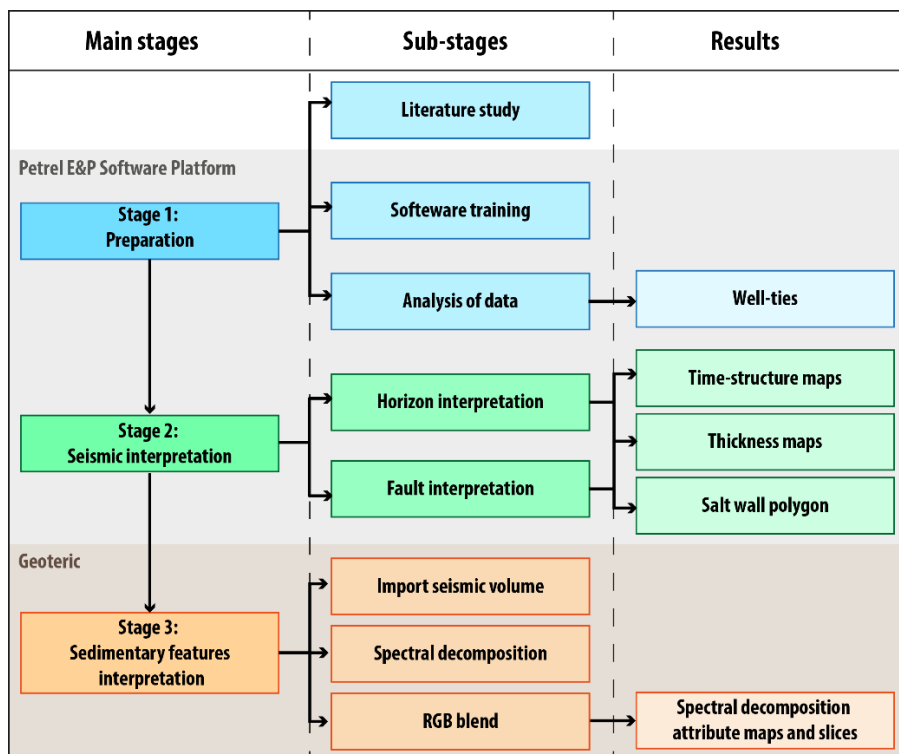 Main stages
Sub-stages
Results
Literature study
Petrel E&P Software Platform
Stage 1:
Preparation
Softeware training
Analysis of data
Well-ties
Stage 2:
Seismic interpretation
Horizon interpretation
Fault interpretation
Time-structure maps
Thickness maps
Salt wall polygon
Geoteric
Stage 3:
Sedimentary features
interpretation
Import seismic volume
Spectral decomposition
RGB blend
Spectral decomposition
attribute maps and slices